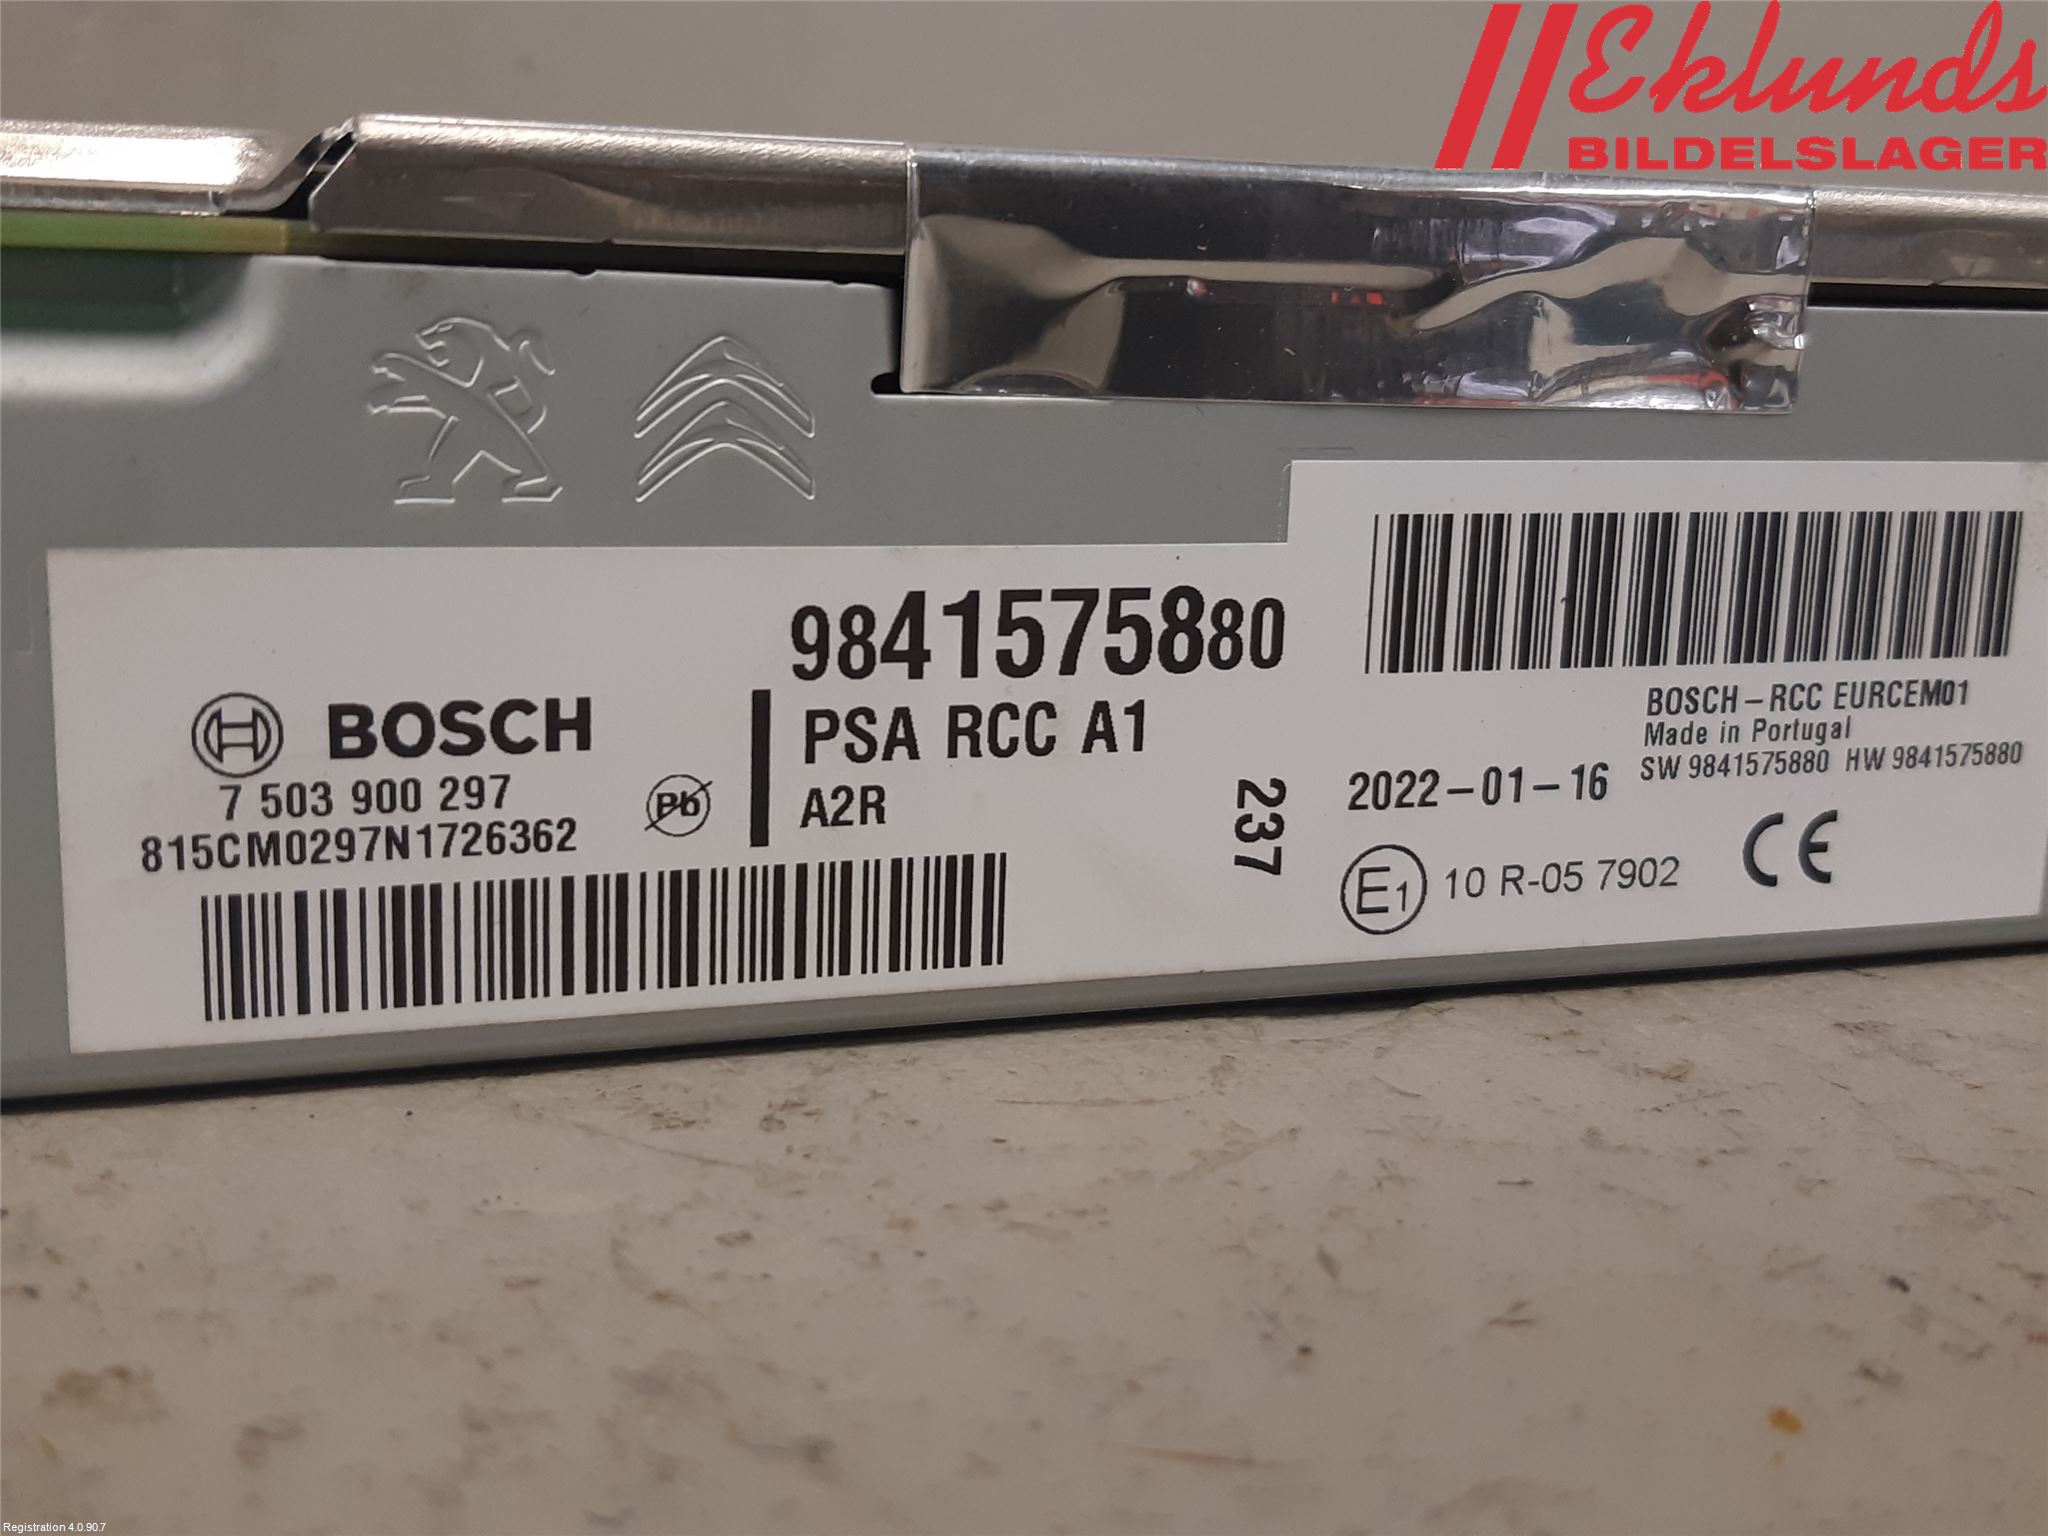 Eklunds
BILDELSLAGER
9841575880
BOSCH
7 503 900 297
815CM0297N1726362
Pb
PSA RCC A1
A2R
237
BOSCH-RCC EURCEM01
Made in Portugal
SW 9841575880 HW 9841575880
2022-01-16
E1 10 R-05 7902 CE
Registration 4.0.90.7